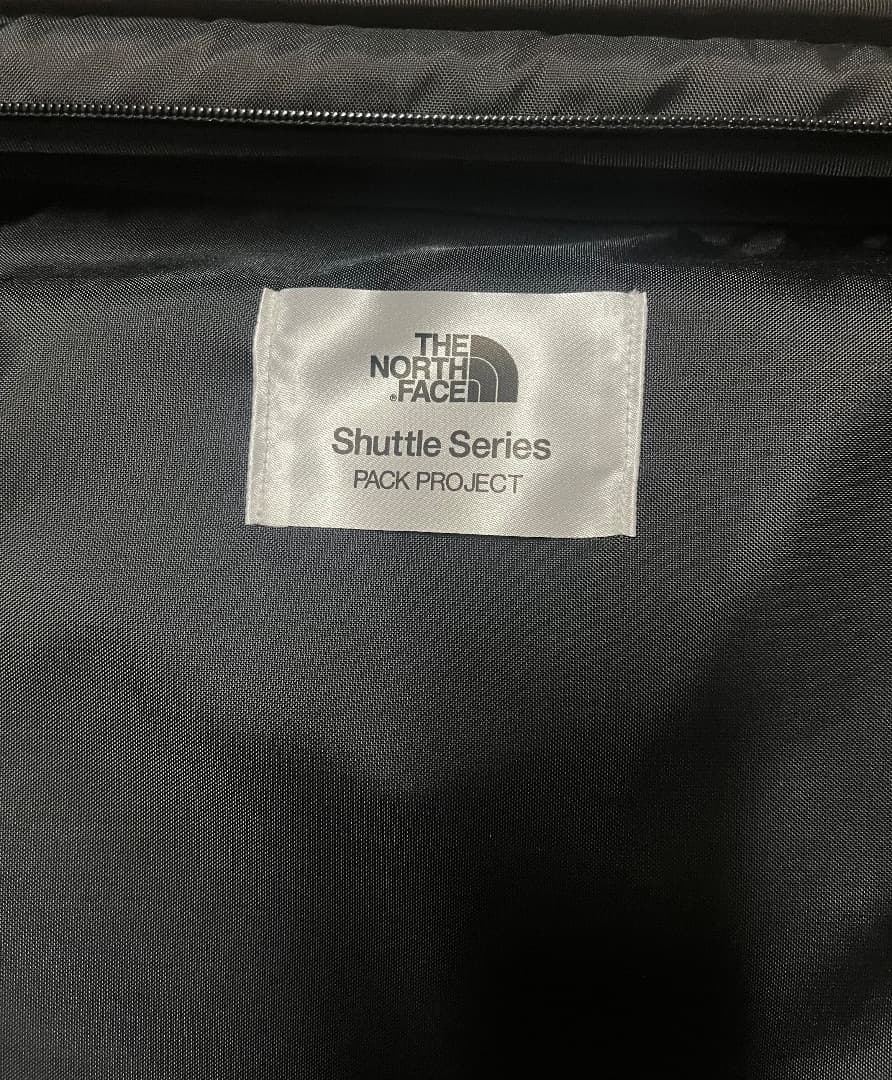 THE
NORTH
®FACE
Shuttle Series
PACK PROJECT